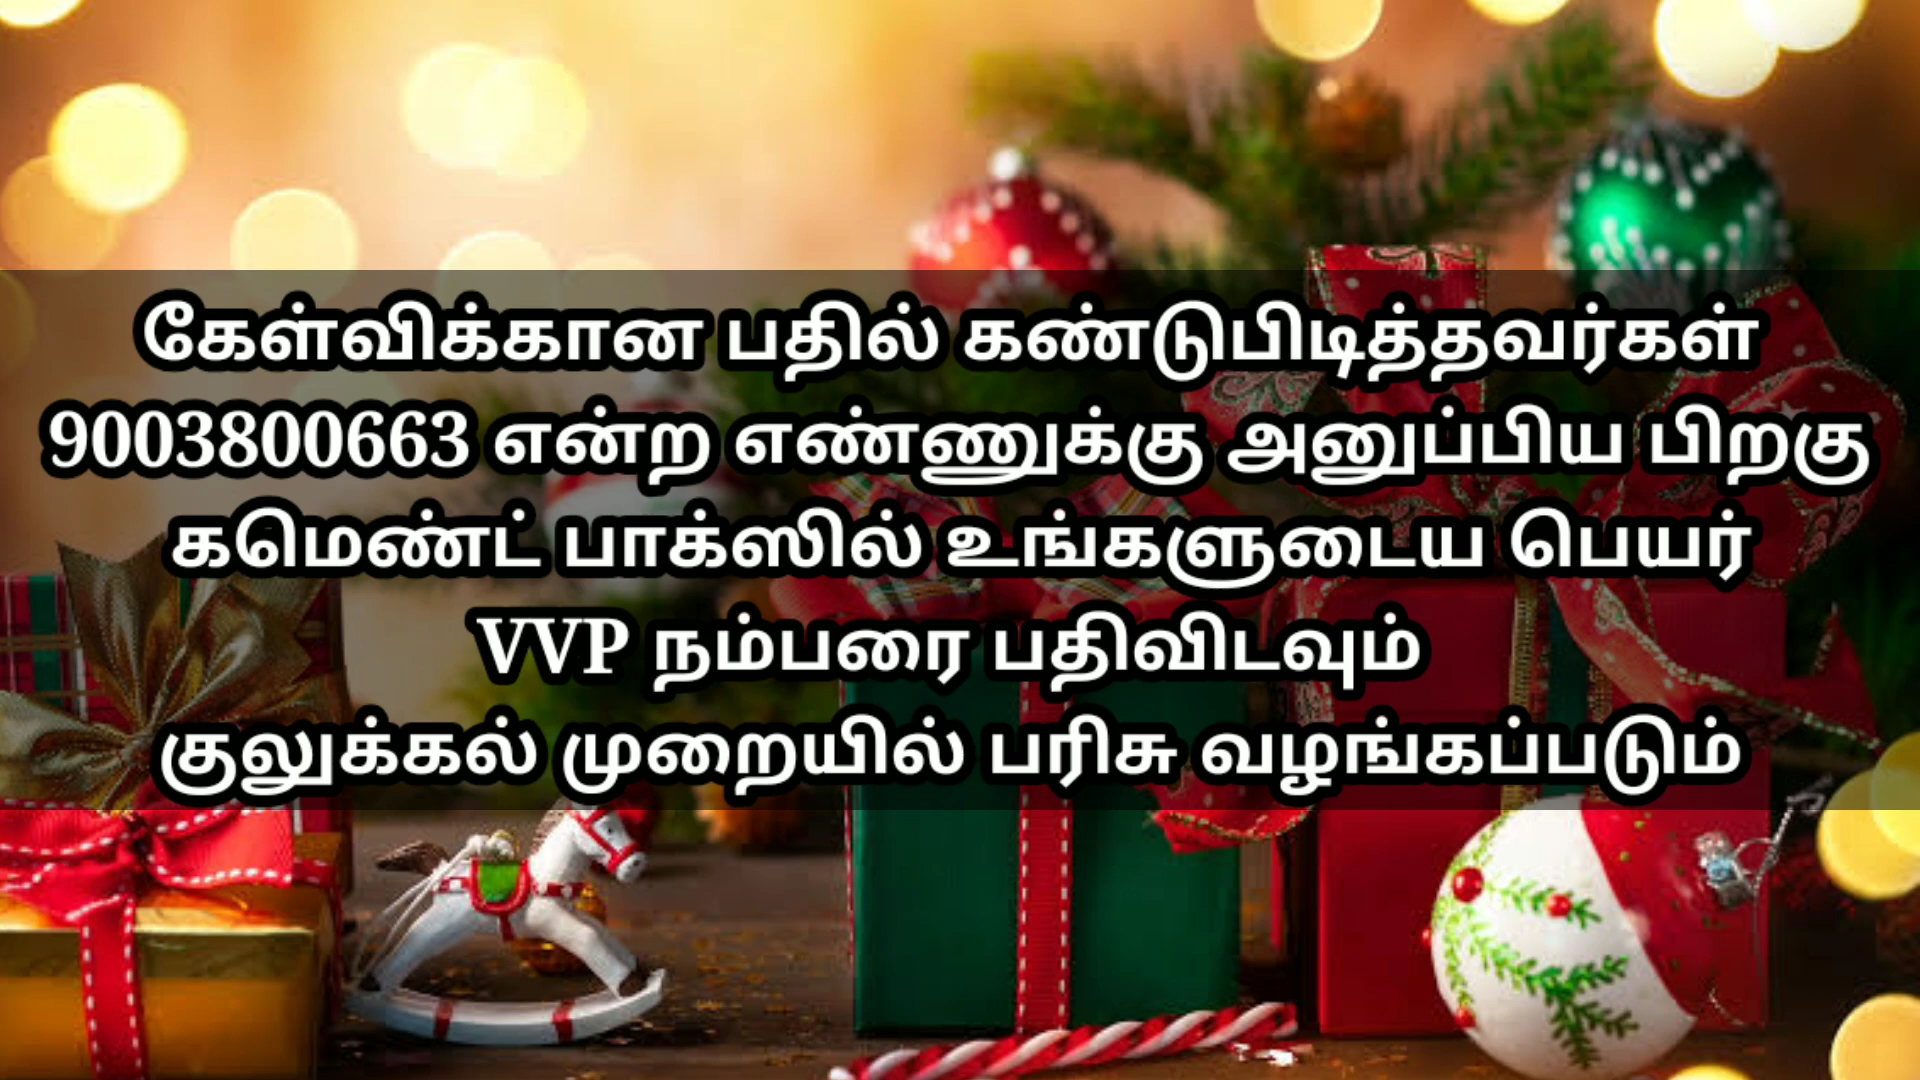 கேள்விக்கான பதில் கண்டுபிடித்தவர்கள்
9003800663 என்ற எண்ணுக்கு அனுப்பிய பிறகு
கமெண்ட் பாக்ஸில் உங்களுடைய பெயர்
VVP நம்பரை பதிவிடவும்
குலுக்கல் முறையில் பரிசு வழங்கப்படும்